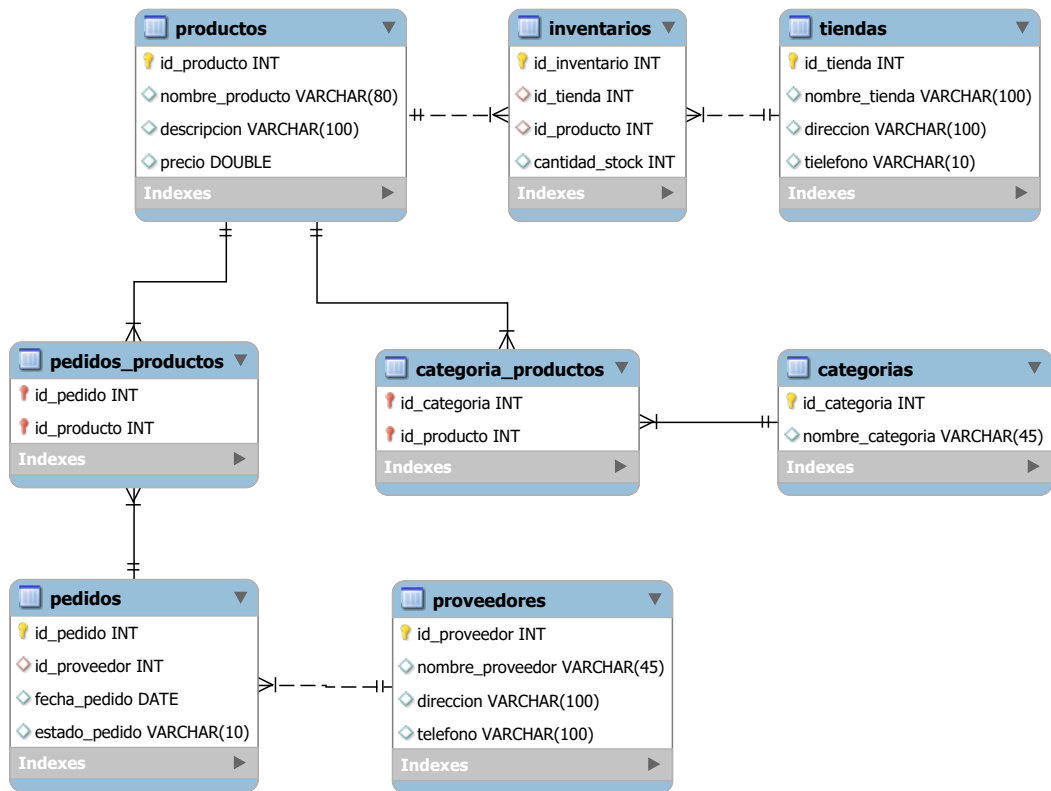 productos
id_producto INT
nombre_producto VARCHAR(80)
descripcion VARCHAR(100)
precio DOUBLE
Indexes
inventarios
id_inventario INT
id_tienda INT
id_producto INT
cantidad_stock INT
Indexes
tiendas
id_tienda INT
nombre_tienda VARCHAR(100)
direccion VARCHAR(100)
tielefono VARCHAR(10)
Indexes
pedidos_productos
id_pedido INT
id_producto INT
Indexes
categoria_productos
id_categoria INT
id_producto INT
Indexes
categorias
id_categoria INT
nombre_categoria VARCHAR(45)
Indexes
pedidos
id_pedido INT
id_proveedor INT
fecha_pedido DATE
estado_pedido VARCHAR(10)
Indexes
proveedores
id_proveedor INT
nombre_proveedor VARCHAR(45)
direccion VARCHAR(100)
telefono VARCHAR(100)
Indexes